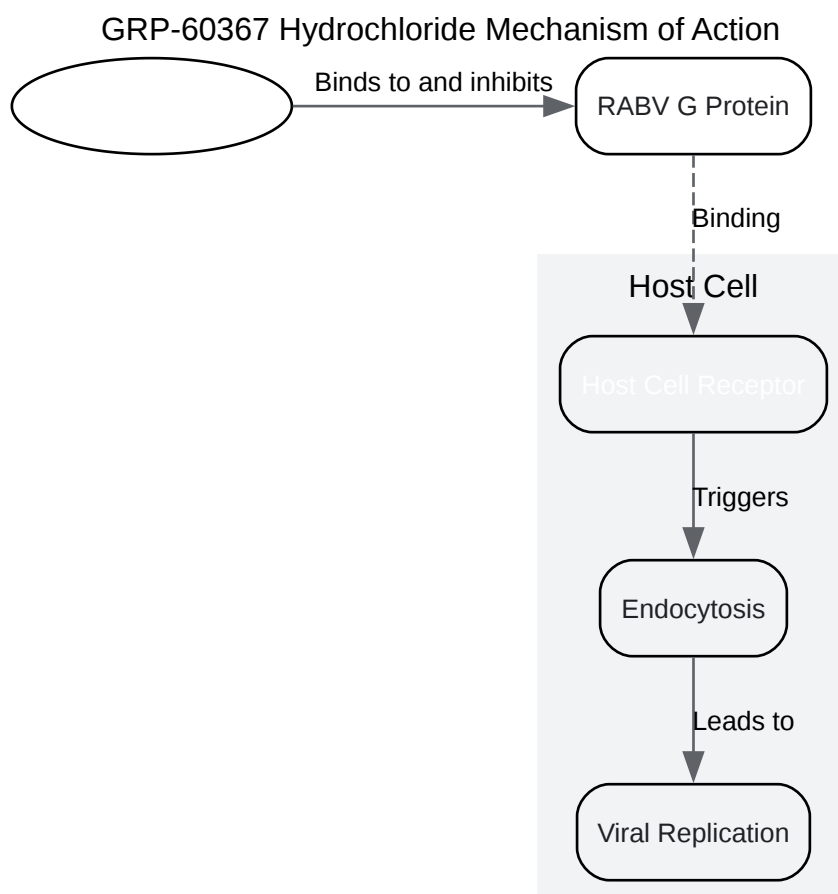 GRP-60367 Hydrochloride Mechanism of Action
Binds to and inhibits
RABV G Protein
Binding
Host Cell
Host Cell Receptor
Triggers
Endocytosis
Leads to
Viral Replication